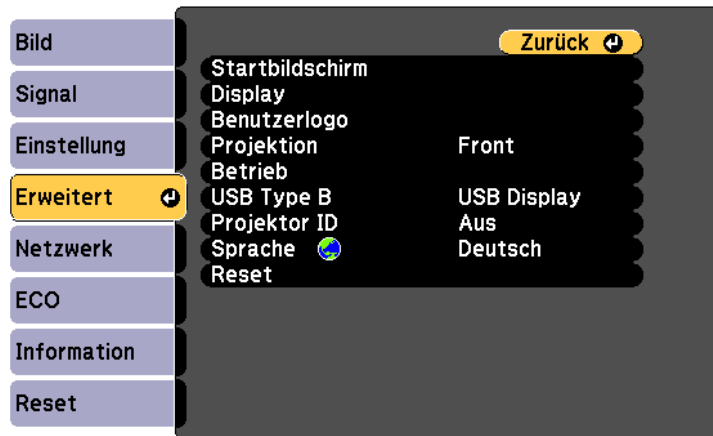 Bild
Signal
Einstellung
Erweitert
Netzwerk
ECO
Information
Reset
Zurück
Startbildschirm
Display
Benutzerlogo
Projektion Front
Betrieb
USB Type B USB Display
Projektor ID Aus
Sprache Deutsch
Reset